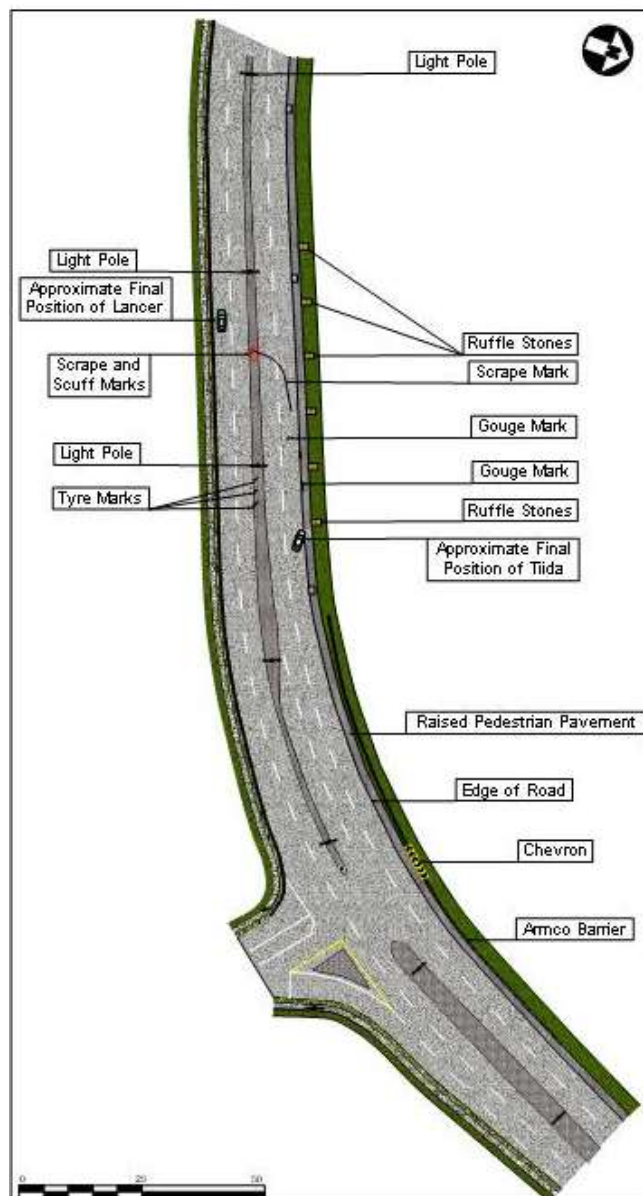 Light Pole
Light Pole
Approximate Final
Position of Lancer
Ruffle Stones
Scrape and
Scuff Marks
Scrape Mark
Gouge Mark
Light Pole
Gouge Mark
Tyre Marks
Ruffle Stones
Approximate Final
Position of Tiida
Raised Pedestrian Pavement
Edge of Road
Chevron
Armco Barrier
0 25 50